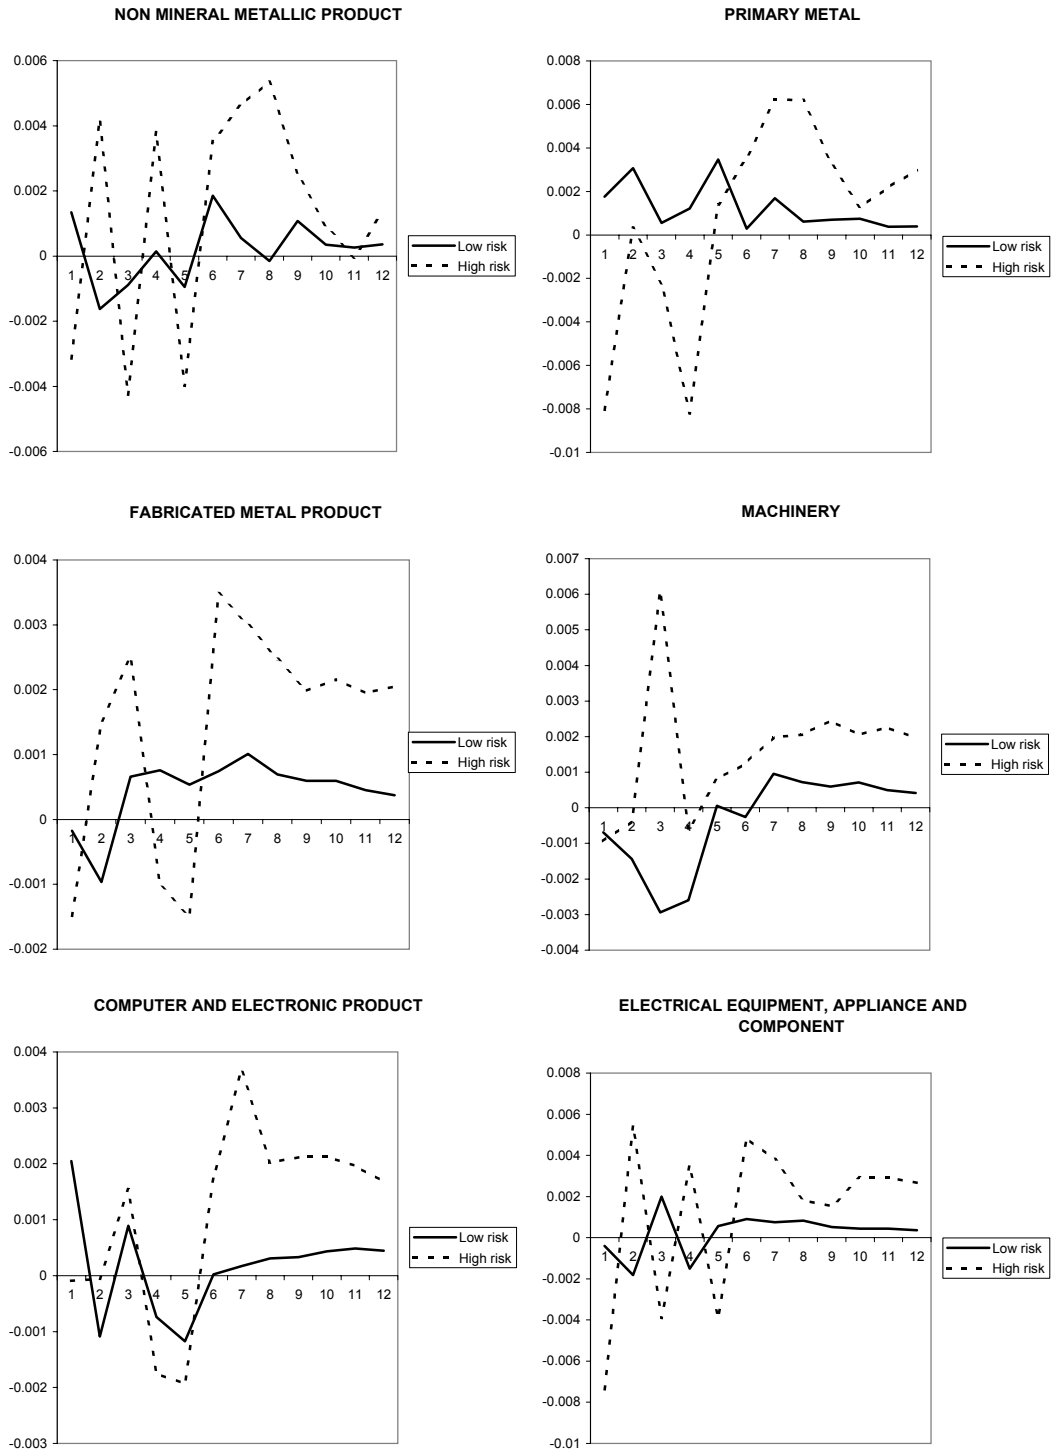 NON MINERAL METALLIC PRODUCT
0.006
0.004
0.002
0
-0.002
-0.004
-0.006
1 2 3 4 5 6 7 8 9 10 11 12
Low risk
High risk
PRIMARY METAL
0.008
0.006
0.004
0.002
0
-0.002
-0.004
-0.006
-0.008
-0.01
1 2 3 4 5 6 7 8 9 10 11 12
Low risk
High risk
FABRICATED METAL PRODUCT
0.004
0.003
0.002
0.001
0
-0.001
-0.002
1 2 3 4 5 6 7 8 9 10 11 12
Low risk
High risk
MACHINERY
0.007
0.006
0.005
0.004
0.003
0.002
0.001
0
-0.001
-0.002
-0.003
-0.004
1 2 3 4 5 6 7 8 9 10 11 12
Low risk
High risk
COMPUTER AND ELECTRONIC PRODUCT
0.004
0.003
0.002
0.001
0
-0.001
-0.002
-0.003
1 2 3 4 5 6 7 8 9 10 11 12
Low risk
High risk
ELECTRICAL EQUIPMENT, APPLIANCE AND
COMPONENT
0.008
0.006
0.004
0.002
0
-0.002
-0.004
-0.006
-0.008
-0.01
1 2 3 4 5 6 7 8 9 10 11 12
Low risk
High risk